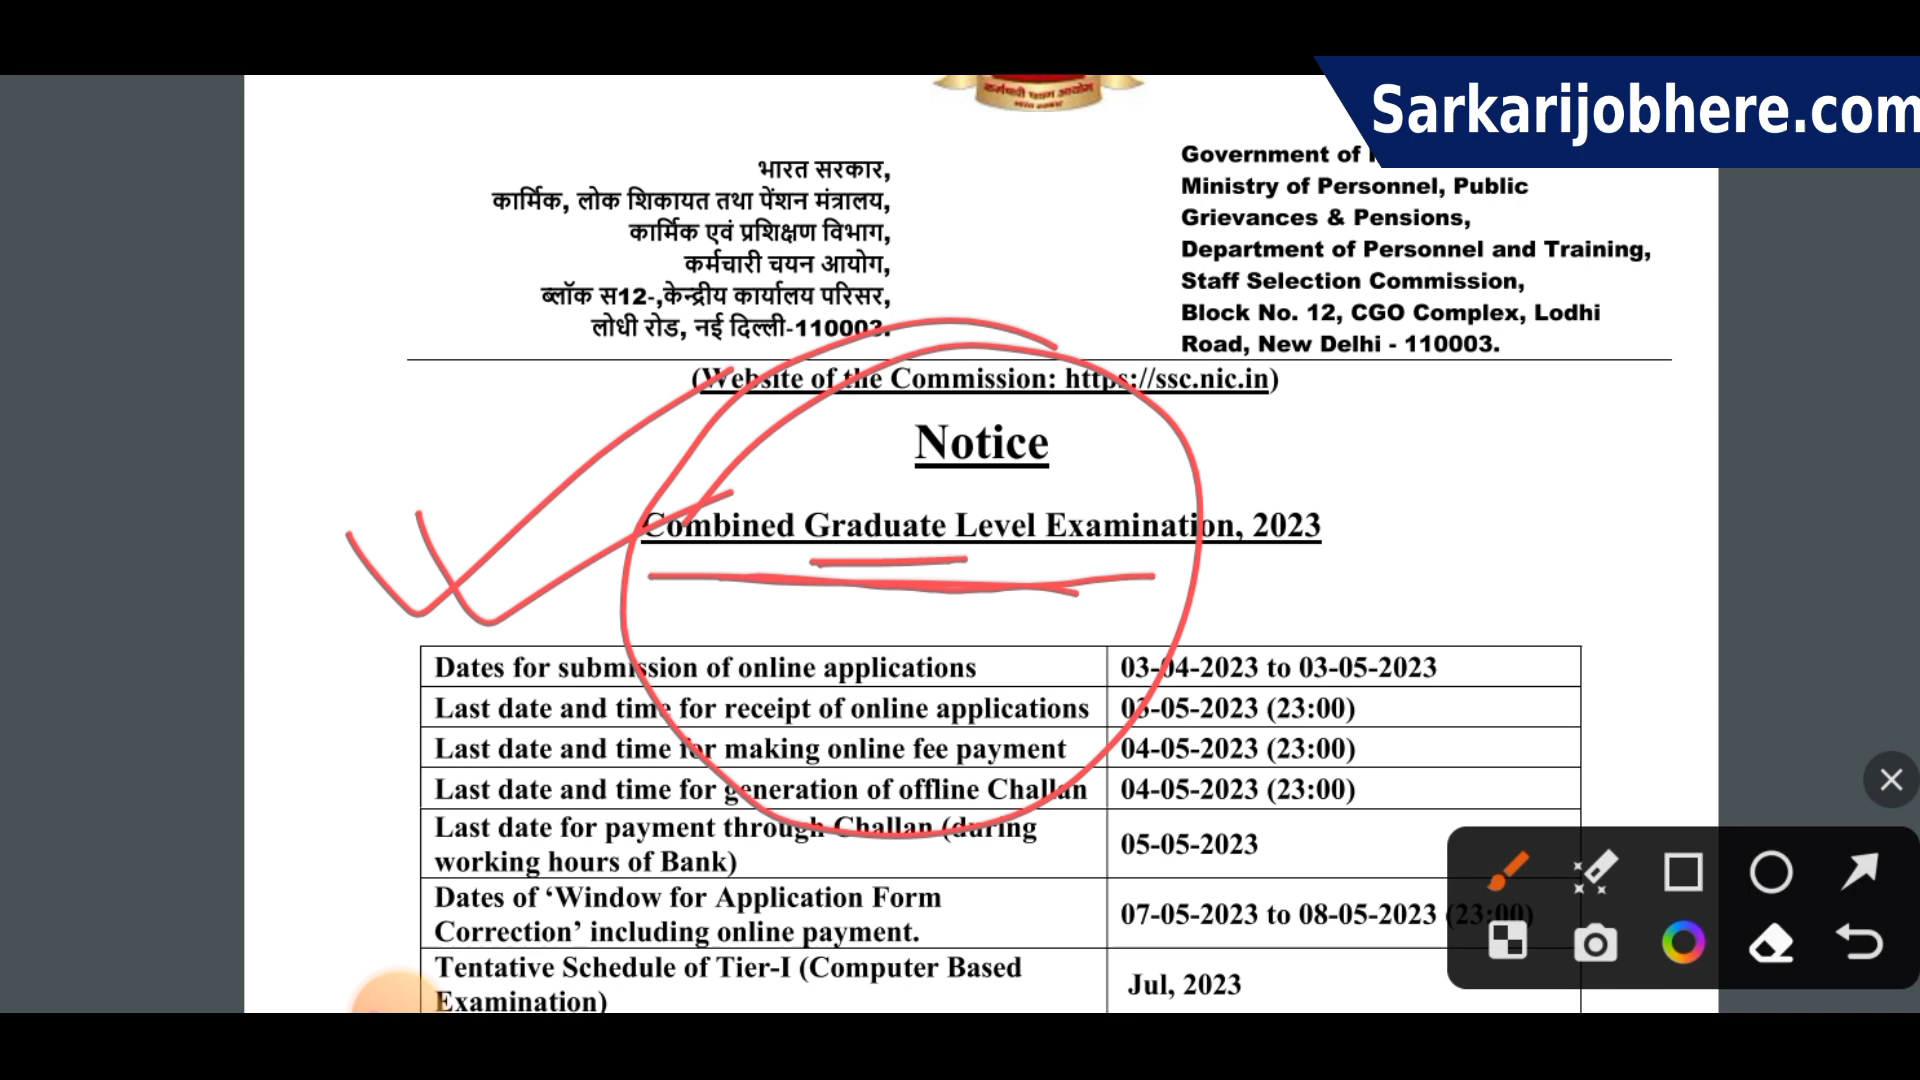 Sarkarijobhere.com
कर्मचारी चयन आयोग
भारत सरकार
भारत सरकार,
कार्मिक, लोक शिकायत तथा पेंशन मंत्रालय,
कार्मिक एवं प्रशिक्षण विभाग,
कर्मचारी चयन आयोग,
ब्लॉक स12-,केन्द्रीय कार्यालय परिसर,
लोधी रोड, नई दिल्ली-110003.
Government of
Ministry of Personnel, Public
Grievances & Pensions,
Department of Personnel and Training,
Staff Selection Commission,
Block No. 12, CGO Complex, Lodhi
Road, New Delhi - 110003.
(Website of the Commission: https://ssc.nic.in)
Notice
Combined Graduate Level Examination, 2023
Dates for submission of online applications 03-04-2023 to 03-05-2023
Last date and time for receipt of online applications 03-05-2023 (23:00)
Last date and time for making online fee payment 04-05-2023 (23:00)
Last date and time for generation of offline Challan 04-05-2023 (23:00)
Last date for payment through Challan (during
working hours of Bank) 05-05-2023
Dates of ‘Window for Application Form
Correction’ including online payment. 07-05-2023 to 08-05-2023 (23:00)
Tentative Schedule of Tier-I (Computer Based
Examination) Jul, 2023